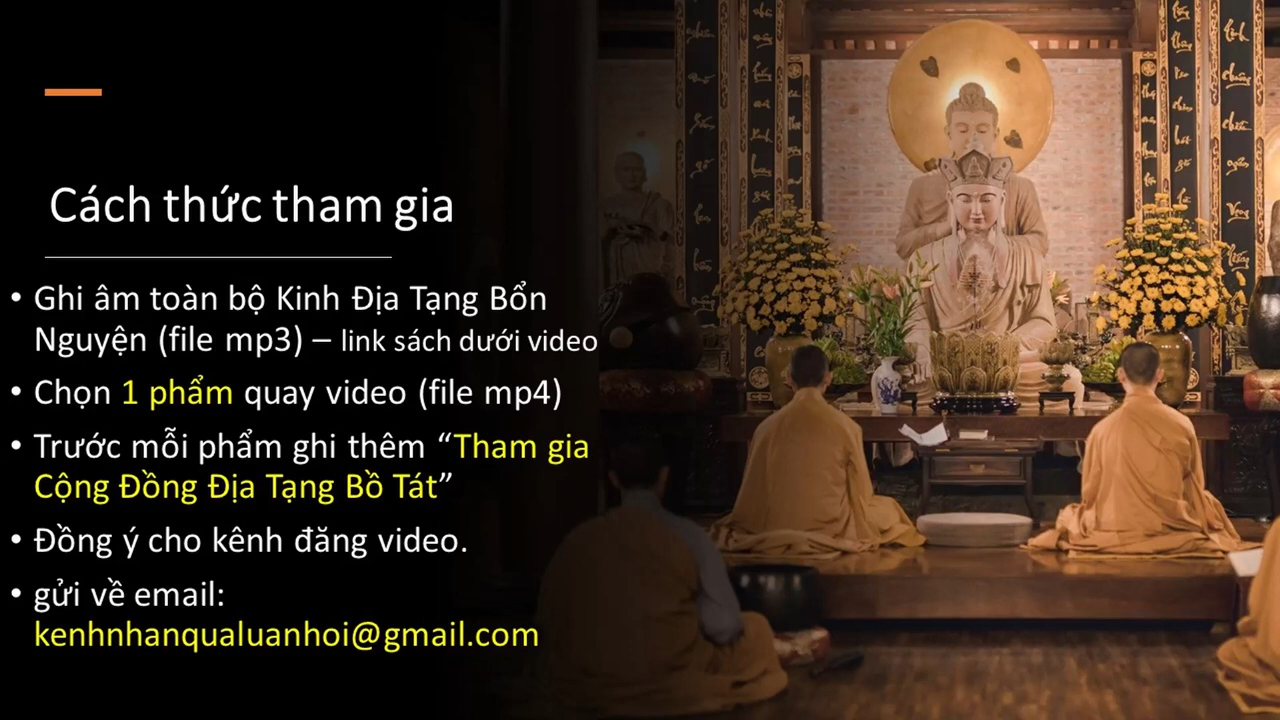 Cách thức tham gia
• Ghi âm toàn bộ Kinh Địa Tạng Bổn
Nguyện (file mp3) – link sách dưới video
• Chọn 1 phẩm quay video (file mp4)
• Trước mỗi phẩm ghi thêm “Tham gia
Cộng Đồng Địa Tạng Bồ Tát”
• Đồng ý cho kênh đăng video.
• gửi về email:
kenhnhanqualuanhoi@gmail.com